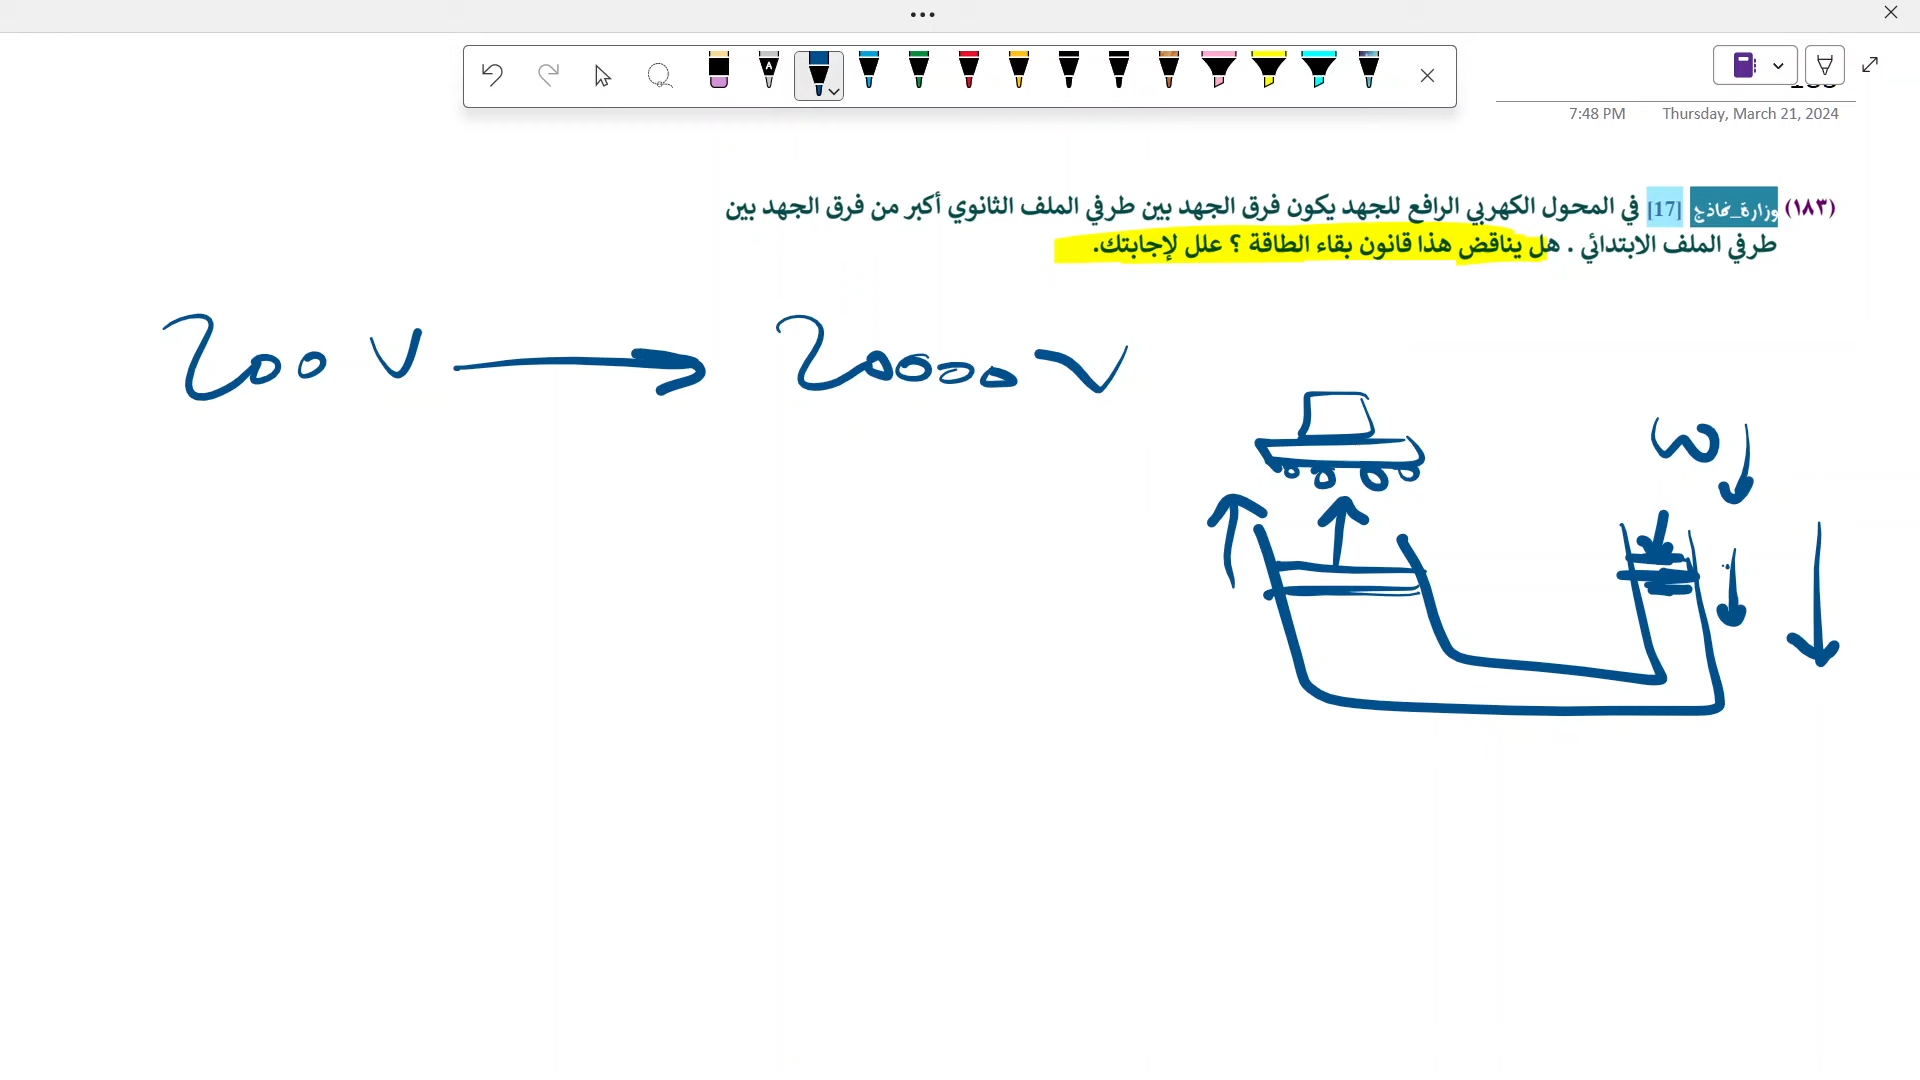 7:48 PM Thursday, March 21, 2024
(١٨٣) وزارة_نماذج [17] في المحول الكهربي الرافع للجهد يكون فرق الجهد بين طرفي الملف الثانوي أكبر من فرق الجهد بين
طرفي الملف الابتدائي . هل يناقض هذا قانون بقاء الطاقة ؟ علل لإجابتك.
200 V 20000 V